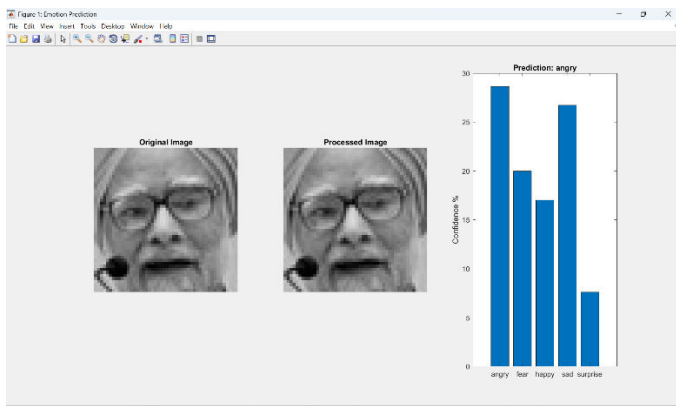 Figure 1: Emotion Prediction
File Edit View Insert Tools Desktop Window Help
Original Image
Processed Image
Prediction: angry
Confidence %
30
25
20
15
10
5
0
angry fear happy sad surprise